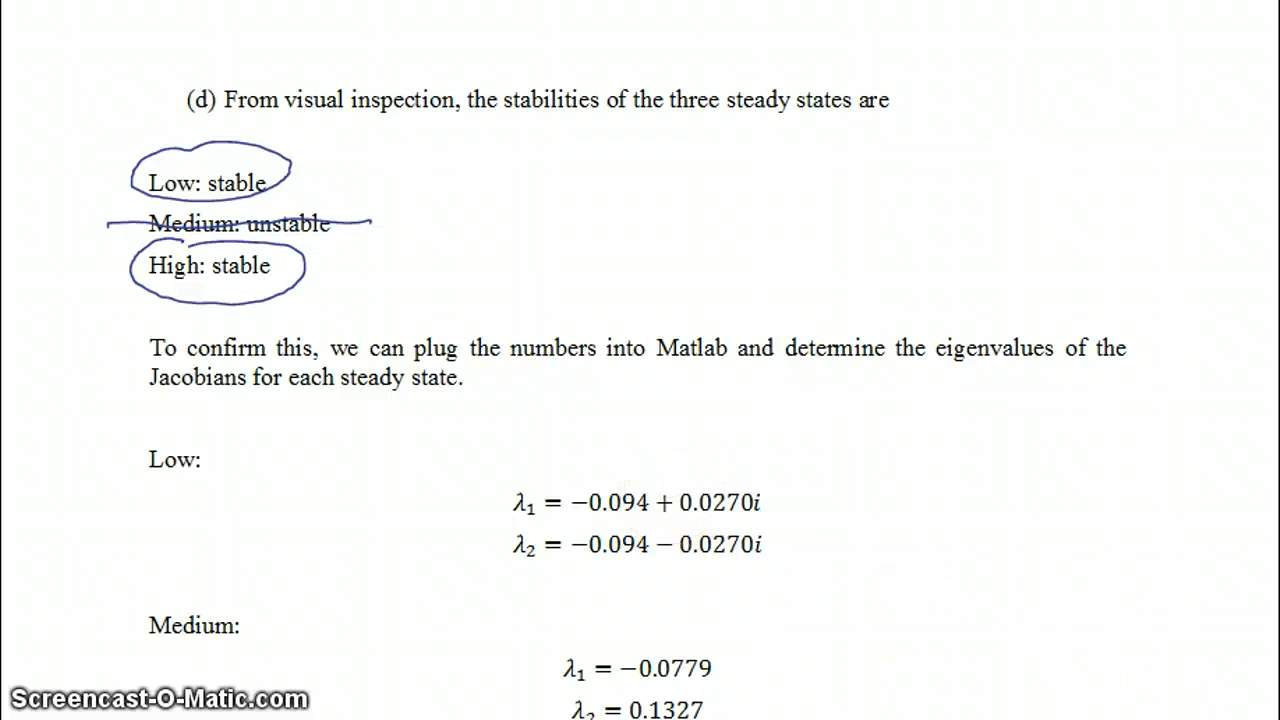 (d) From visual inspection, the stabilities of the three steady states are
Low: stable
Medium: unstable
High: stable
To confirm this, we can plug the numbers into Matlab and determine the eigenvalues of the
Jacobians for each steady state.
Low:
λ₁ = −0.094 + 0.0270i
λ₂ = −0.094 − 0.0270i
Medium:
λ₁ = −0.0779
λ₂ = 0.1327
Screencast-O-Matic.com